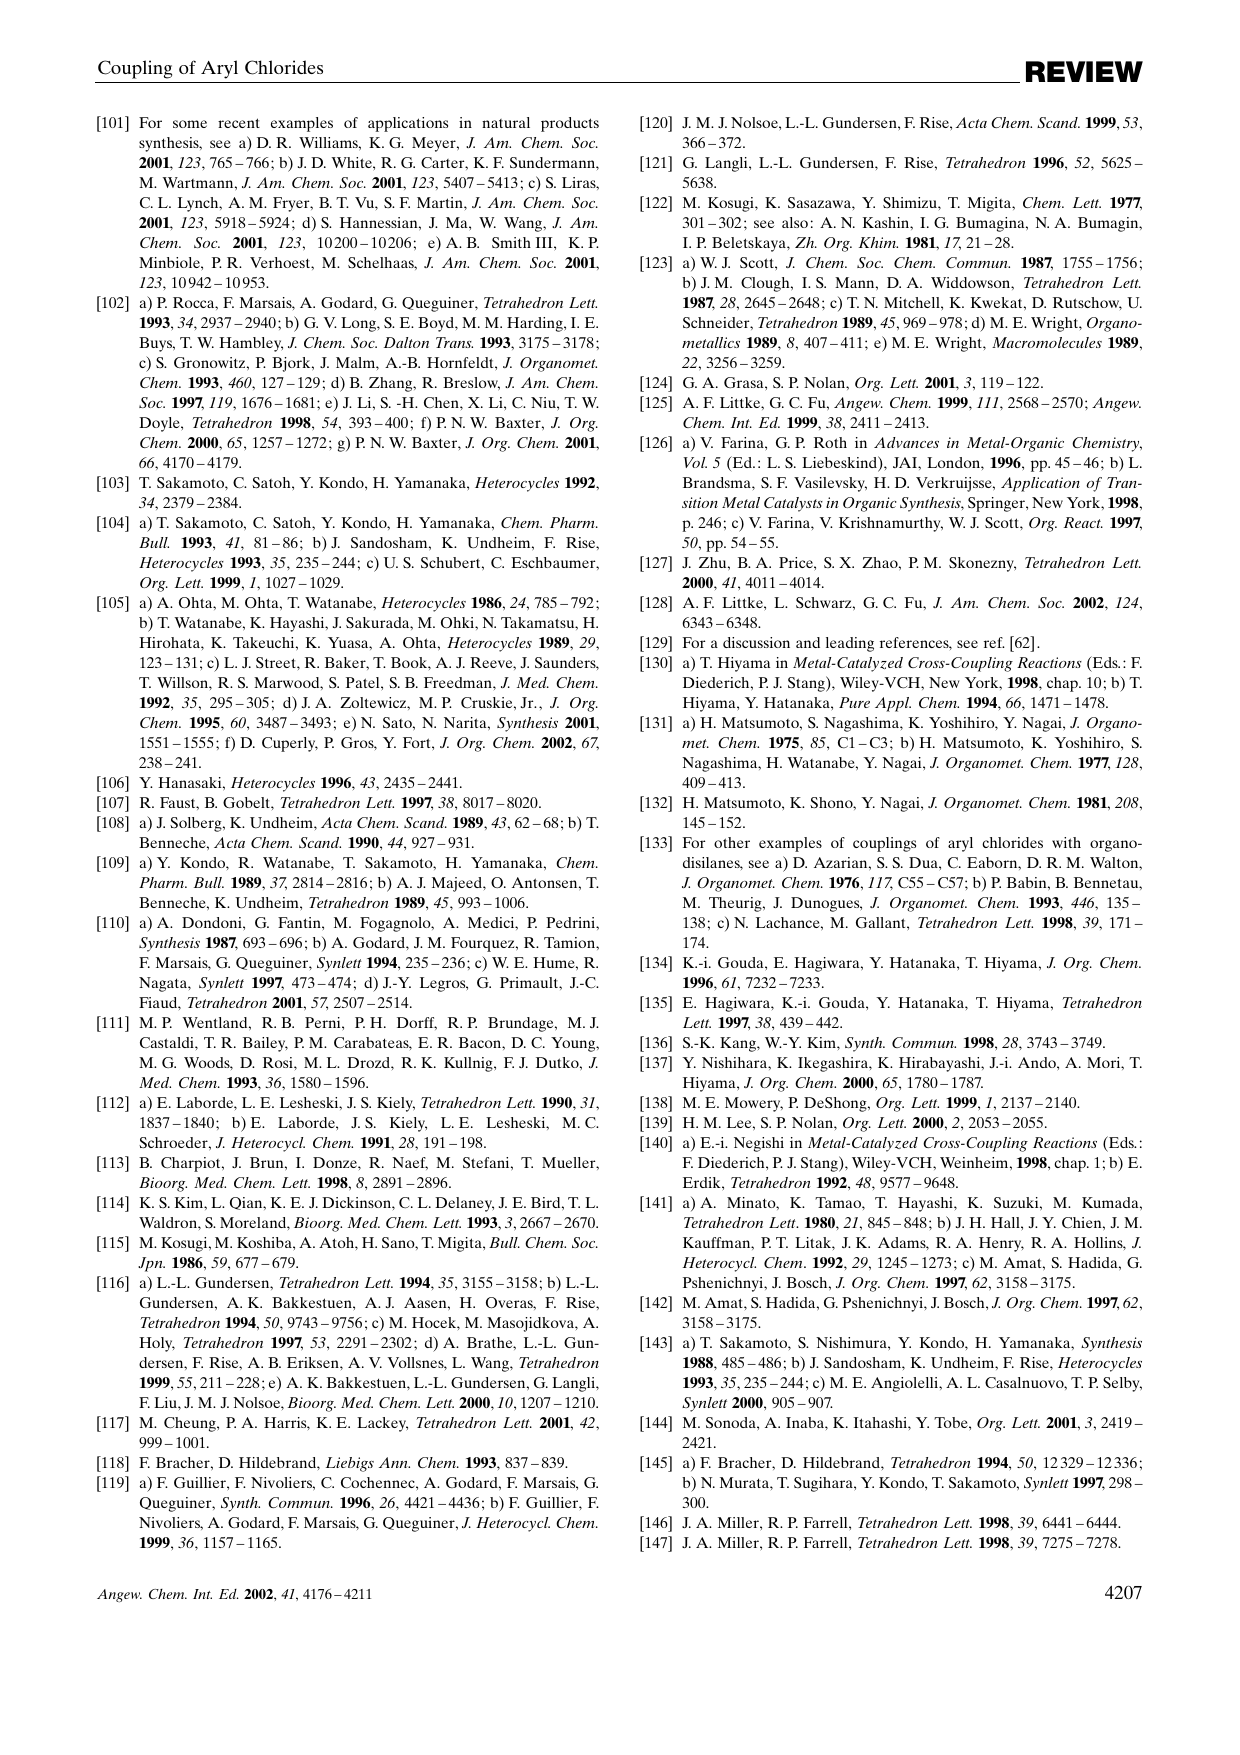 Coupling of Aryl Chlorides
REVIEW
[101] For some recent examples of applications in natural products
synthesis, see a) D. R. Williams, K. G. Meyer, J. Am. Chem. Soc.
2001, 123, 765–766; b) J. D. White, R. G. Carter, K. F. Sundermann,
M. Wartmann, J. Am. Chem. Soc. 2001, 123, 5407–5413; c) S. Liras,
C. L. Lynch, A. M. Fryer, B. T. Vu, S. F. Martin, J. Am. Chem. Soc.
2001, 123, 5918–5924; d) S. Hannessian, J. Ma, W. Wang, J. Am.
Chem. Soc. 2001, 123, 10200–10206; e) A. B. Smith III, K. P.
Minbiole, P. R. Verhoest, M. Schelhaas, J. Am. Chem. Soc. 2001,
123, 10942–10953.
[102] a) P. Rocca, F. Marsais, A. Godard, G. Queguiner, Tetrahedron Lett.
1993, 34, 2937–2940; b) G. V. Long, S. E. Boyd, M. M. Harding, I. E.
Buys, T. W. Hambley, J. Chem. Soc. Dalton Trans. 1993, 3175–3178;
c) S. Gronowitz, P. Bjork, J. Malm, A.-B. Hornfeldt, J. Organomet.
Chem. 1993, 460, 127–129; d) B. Zhang, R. Breslow, J. Am. Chem.
Soc. 1997, 119, 1676–1681; e) J. Li, S. -H. Chen, X. Li, C. Niu, T. W.
Doyle, Tetrahedron 1998, 54, 393–400; f) P. N. W. Baxter, J. Org.
Chem. 2000, 65, 1257–1272; g) P. N. W. Baxter, J. Org. Chem. 2001,
66, 4170–4179.
[103] T. Sakamoto, C. Satoh, Y. Kondo, H. Yamanaka, Heterocycles 1992,
34, 2379–2384.
[104] a) T. Sakamoto, C. Satoh, Y. Kondo, H. Yamanaka, Chem. Pharm.
Bull. 1993, 41, 81–86; b) J. Sandosham, K. Undheim, F. Rise,
Heterocycles 1993, 35, 235–244; c) U. S. Schubert, C. Eschbaumer,
Org. Lett. 1999, 1, 1027–1029.
[105] a) A. Ohta, M. Ohta, T. Watanabe, Heterocycles 1986, 24, 785–792;
b) T. Watanabe, K. Hayashi, J. Sakurada, M. Ohki, N. Takamatsu, H.
Hirohata, K. Takeuchi, K. Yuasa, A. Ohta, Heterocycles 1989, 29,
123–131; c) L. J. Street, R. Baker, T. Book, A. J. Reeve, J. Saunders,
T. Willson, R. S. Marwood, S. Patel, S. B. Freedman, J. Med. Chem.
1992, 35, 295–305; d) J. A. Zoltewicz, M. P. Cruskie, Jr., J. Org.
Chem. 1995, 60, 3487–3493; e) N. Sato, N. Narita, Synthesis 2001,
1551–1555; f) D. Cuperly, P. Gros, Y. Fort, J. Org. Chem. 2002, 67,
238–241.
[106] Y. Hanasaki, Heterocycles 1996, 43, 2435–2441.
[107] R. Faust, B. Gobelt, Tetrahedron Lett. 1997, 38, 8017–8020.
[108] a) J. Solberg, K. Undheim, Acta Chem. Scand. 1989, 43, 62–68; b) T.
Benneche, Acta Chem. Scand. 1990, 44, 927–931.
[109] a) Y. Kondo, R. Watanabe, T. Sakamoto, H. Yamanaka, Chem.
Pharm. Bull. 1989, 37, 2814–2816; b) A. J. Majeed, O. Antonsen, T.
Benneche, K. Undheim, Tetrahedron 1989, 45, 993–1006.
[110] a) A. Dondoni, G. Fantin, M. Fogagnolo, A. Medici, P. Pedrini,
Synthesis 1987, 693–696; b) A. Godard, J. M. Fourquez, R. Tamion,
F. Marsais, G. Queguiner, Synlett 1994, 235–236; c) W. E. Hume, R.
Nagata, Synlett 1997, 473–474; d) J.-Y. Legros, G. Primault, J.-C.
Fiaud, Tetrahedron 2001, 57, 2507–2514.
[111] M. P. Wentland, R. B. Perni, P. H. Dorff, R. P. Brundage, M. J.
Castaldi, T. R. Bailey, P. M. Carabateas, E. R. Bacon, D. C. Young,
M. G. Woods, D. Rosi, M. L. Drozd, R. K. Kullnig, F. J. Dutko, J.
Med. Chem. 1993, 36, 1580–1596.
[112] a) E. Laborde, L. E. Lesheski, J. S. Kiely, Tetrahedron Lett. 1990, 31,
1837–1840; b) E. Laborde, J. S. Kiely, L. E. Lesheski, M. C.
Schroeder, J. Heterocycl. Chem. 1991, 28, 191–198.
[113] B. Charpiot, J. Brun, I. Donze, R. Naef, M. Stefani, T. Mueller,
Bioorg. Med. Chem. Lett. 1998, 8, 2891–2896.
[114] K. S. Kim, L. Qian, K. E. J. Dickinson, C. L. Delaney, J. E. Bird, T. L.
Waldron, S. Moreland, Bioorg. Med. Chem. Lett. 1993, 3, 2667–2670.
[115] M. Kosugi, M. Koshiba, A. Atoh, H. Sano, T. Migita, Bull. Chem. Soc.
Jpn. 1986, 59, 677–679.
[116] a) L.-L. Gundersen, Tetrahedron Lett. 1994, 35, 3155–3158; b) L.-L.
Gundersen, A. K. Bakkestuen, A. J. Aasen, H. Overas, F. Rise,
Tetrahedron 1994, 50, 9743–9756; c) M. Hocek, M. Masojidkova, A.
Holy, Tetrahedron 1997, 53, 2291–2302; d) A. Brathe, L.-L. Gun-
dersen, F. Rise, A. B. Eriksen, A. V. Vollsnes, L. Wang, Tetrahedron
1999, 55, 211–228; e) A. K. Bakkestuen, L.-L. Gundersen, G. Langli,
F. Liu, J. M. J. Nolsoe, Bioorg. Med. Chem. Lett. 2000, 10, 1207–1210.
[117] M. Cheung, P. A. Harris, K. E. Lackey, Tetrahedron Lett. 2001, 42,
999–1001.
[118] F. Bracher, D. Hildebrand, Liebigs Ann. Chem. 1993, 837–839.
[119] a) F. Guillier, F. Nivoliers, C. Cochennec, A. Godard, F. Marsais, G.
Queguiner, Synth. Commun. 1996, 26, 4421–4436; b) F. Guillier, F.
Nivoliers, A. Godard, F. Marsais, G. Queguiner, J. Heterocycl. Chem.
1999, 36, 1157–1165.
[120] J. M. J. Nolsoe, L.-L. Gundersen, F. Rise, Acta Chem. Scand. 1999, 53,
366–372.
[121] G. Langli, L.-L. Gundersen, F. Rise, Tetrahedron 1996, 52, 5625–
5638.
[122] M. Kosugi, K. Sasazawa, Y. Shimizu, T. Migita, Chem. Lett. 1977,
301–302; see also: A. N. Kashin, I. G. Bumagina, N. A. Bumagin,
I. P. Beletskaya, Zh. Org. Khim. 1981, 17, 21–28.
[123] a) W. J. Scott, J. Chem. Soc. Chem. Commun. 1987, 1755–1756;
b) J. M. Clough, I. S. Mann, D. A. Widdowson, Tetrahedron Lett.
1987, 28, 2645–2648; c) T. N. Mitchell, K. Kwekat, D. Rutschow, U.
Schneider, Tetrahedron 1989, 45, 969–978; d) M. E. Wright, Organo-
metallics 1989, 8, 407–411; e) M. E. Wright, Macromolecules 1989,
22, 3256–3259.
[124] G. A. Grasa, S. P. Nolan, Org. Lett. 2001, 3, 119–122.
[125] A. F. Littke, G. C. Fu, Angew. Chem. 1999, 111, 2568–2570; Angew.
Chem. Int. Ed. 1999, 38, 2411–2413.
[126] a) V. Farina, G. P. Roth in Advances in Metal-Organic Chemistry,
Vol. 5 (Ed.: L. S. Liebeskind), JAI, London, 1996, pp. 45–46; b) L.
Brandsma, S. F. Vasilevsky, H. D. Verkruijsse, Application of Tran-
sition Metal Catalysts in Organic Synthesis, Springer, New York, 1998,
p. 246; c) V. Farina, V. Krishnamurthy, W. J. Scott, Org. React. 1997,
50, pp. 54–55.
[127] J. Zhu, B. A. Price, S. X. Zhao, P. M. Skonezny, Tetrahedron Lett.
2000, 41, 4011–4014.
[128] A. F. Littke, L. Schwarz, G. C. Fu, J. Am. Chem. Soc. 2002, 124,
6343–6348.
[129] For a discussion and leading references, see ref. [62].
[130] a) T. Hiyama in Metal-Catalyzed Cross-Coupling Reactions (Eds.: F.
Diederich, P. J. Stang), Wiley-VCH, New York, 1998, chap. 10; b) T.
Hiyama, Y. Hatanaka, Pure Appl. Chem. 1994, 66, 1471–1478.
[131] a) H. Matsumoto, S. Nagashima, K. Yoshihiro, Y. Nagai, J. Organo-
met. Chem. 1975, 85, C1–C3; b) H. Matsumoto, K. Yoshihiro, S.
Nagashima, H. Watanabe, Y. Nagai, J. Organomet. Chem. 1977, 128,
409–413.
[132] H. Matsumoto, K. Shono, Y. Nagai, J. Organomet. Chem. 1981, 208,
145–152.
[133] For other examples of couplings of aryl chlorides with organo-
disilanes, see a) D. Azarian, S. S. Dua, C. Eaborn, D. R. M. Walton,
J. Organomet. Chem. 1976, 117, C55–C57; b) P. Babin, B. Bennetau,
M. Theurig, J. Dunogues, J. Organomet. Chem. 1993, 446, 135–
138; c) N. Lachance, M. Gallant, Tetrahedron Lett. 1998, 39, 171–
174.
[134] K.-i. Gouda, E. Hagiwara, Y. Hatanaka, T. Hiyama, J. Org. Chem.
1996, 61, 7232–7233.
[135] E. Hagiwara, K.-i. Gouda, Y. Hatanaka, T. Hiyama, Tetrahedron
Lett. 1997, 38, 439–442.
[136] S.-K. Kang, W.-Y. Kim, Synth. Commun. 1998, 28, 3743–3749.
[137] Y. Nishihara, K. Ikegashira, K. Hirabayashi, J.-i. Ando, A. Mori, T.
Hiyama, J. Org. Chem. 2000, 65, 1780–1787.
[138] M. E. Mowery, P. DeShong, Org. Lett. 1999, 1, 2137–2140.
[139] H. M. Lee, S. P. Nolan, Org. Lett. 2000, 2, 2053–2055.
[140] a) E.-i. Negishi in Metal-Catalyzed Cross-Coupling Reactions (Eds.:
F. Diederich, P. J. Stang), Wiley-VCH, Weinheim, 1998, chap. 1; b) E.
Erdik, Tetrahedron 1992, 48, 9577–9648.
[141] a) A. Minato, K. Tamao, T. Hayashi, K. Suzuki, M. Kumada,
Tetrahedron Lett. 1980, 21, 845–848; b) J. H. Hall, J. Y. Chien, J. M.
Kauffman, P. T. Litak, J. K. Adams, R. A. Henry, R. A. Hollins, J.
Heterocycl. Chem. 1992, 29, 1245–1273; c) M. Amat, S. Hadida, G.
Pshenichnyi, J. Bosch, J. Org. Chem. 1997, 62, 3158–3175.
[142] M. Amat, S. Hadida, G. Pshenichnyi, J. Bosch, J. Org. Chem. 1997, 62,
3158–3175.
[143] a) T. Sakamoto, S. Nishimura, Y. Kondo, H. Yamanaka, Synthesis
1988, 485–486; b) J. Sandosham, K. Undheim, F. Rise, Heterocycles
1993, 35, 235–244; c) M. E. Angiolelli, A. L. Casalnuovo, T. P. Selby,
Synlett 2000, 905–907.
[144] M. Sonoda, A. Inaba, K. Itahashi, Y. Tobe, Org. Lett. 2001, 3, 2419–
2421.
[145] a) F. Bracher, D. Hildebrand, Tetrahedron 1994, 50, 12329–12336;
b) N. Murata, T. Sugihara, Y. Kondo, T. Sakamoto, Synlett 1997, 298–
300.
[146] J. A. Miller, R. P. Farrell, Tetrahedron Lett. 1998, 39, 6441–6444.
[147] J. A. Miller, R. P. Farrell, Tetrahedron Lett. 1998, 39, 7275–7278.
Angew. Chem. Int. Ed. 2002, 41, 4176–4211
4207